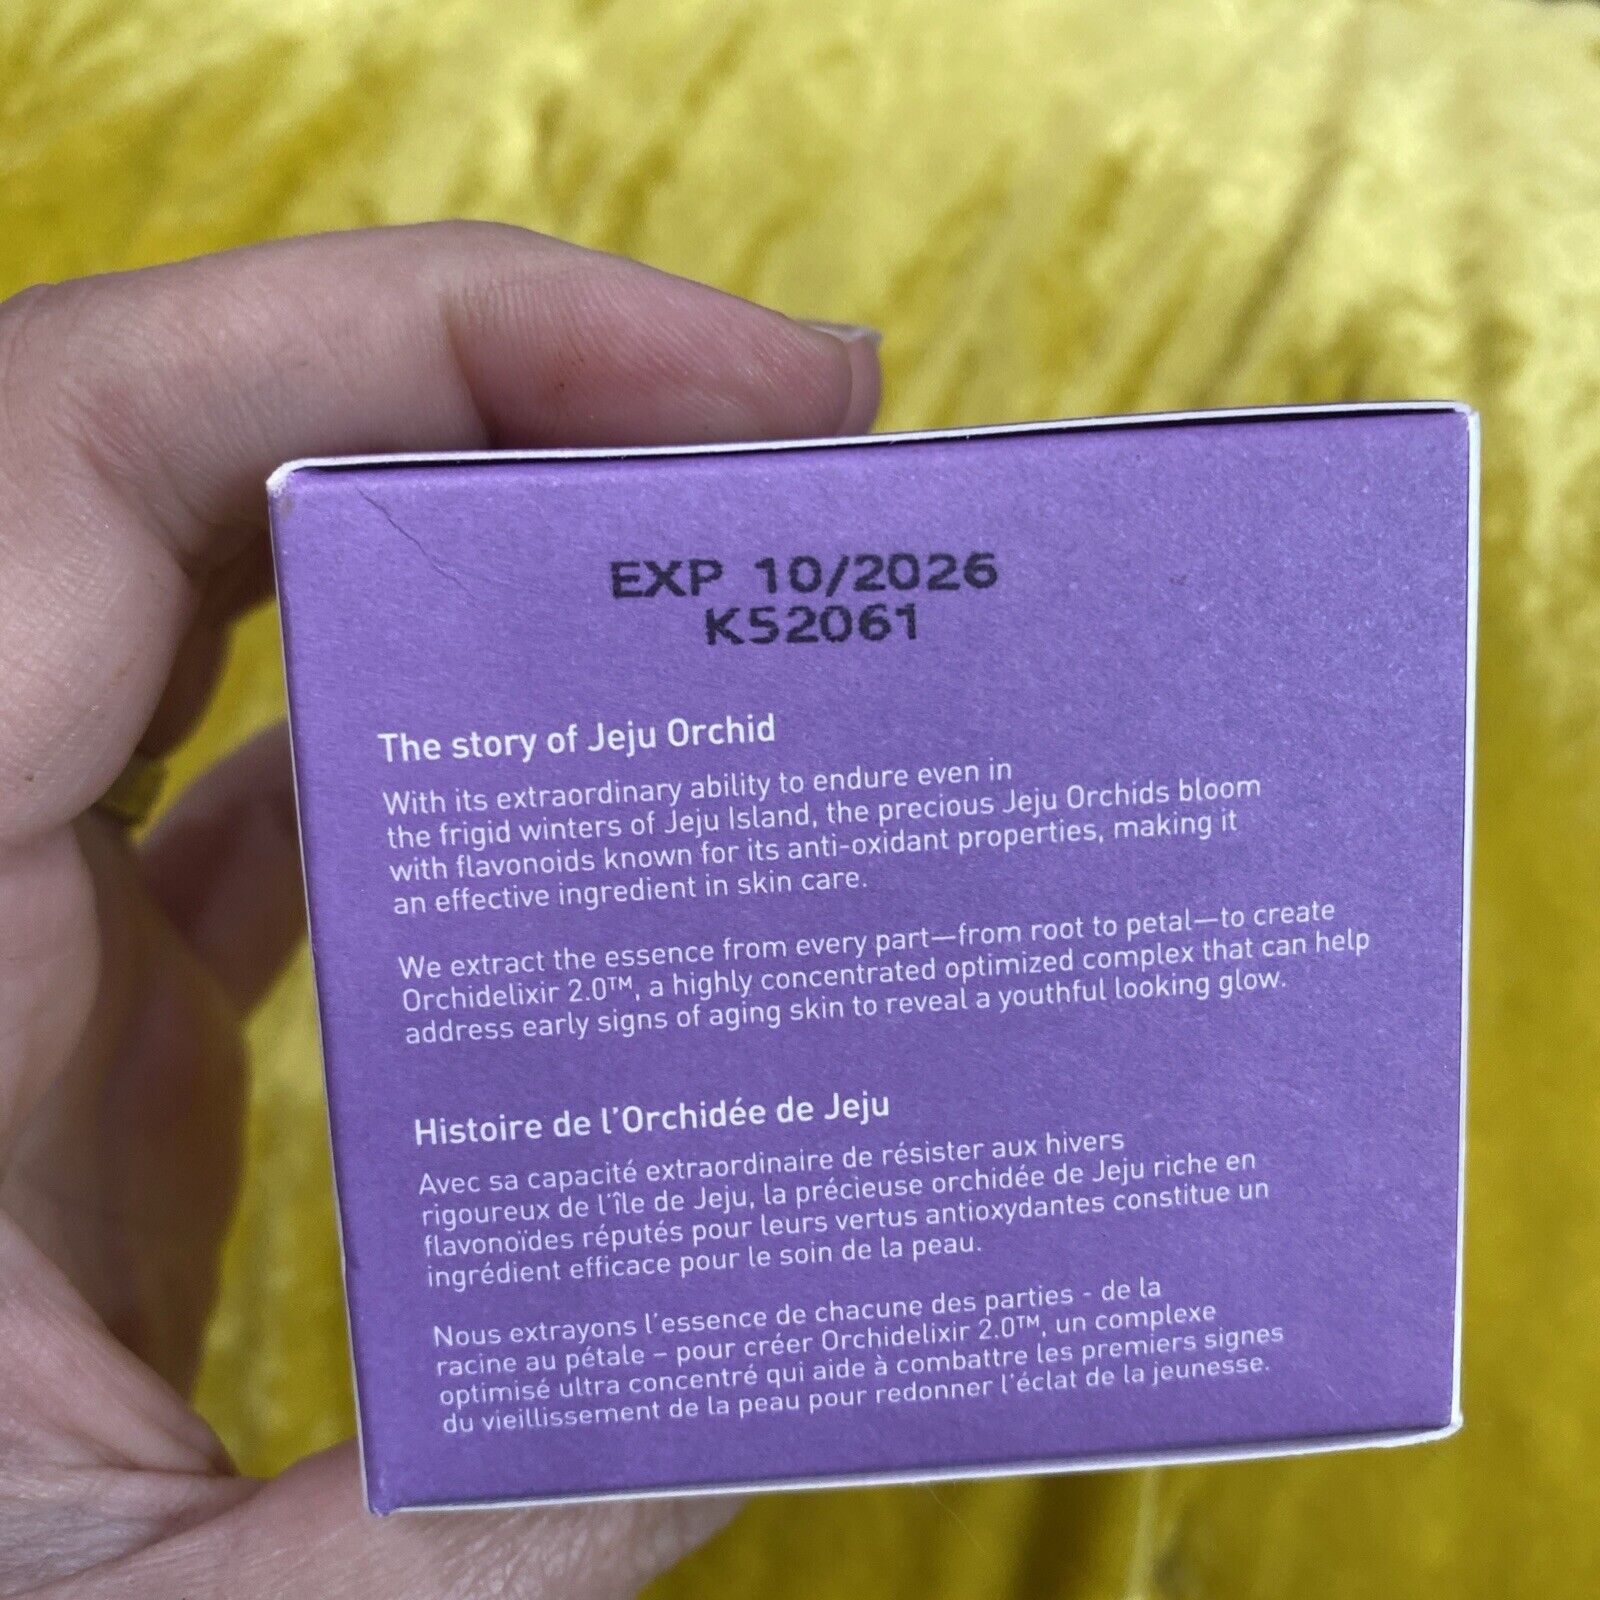 EXP 10/2026
K52061
The story of Jeju Orchid
With its extraordinary ability to endure even in
the frigid winters of Jeju Island, the precious Jeju Orchids bloom
with flavonoids known for its anti-oxidant properties, making it
an effective ingredient in skin care.
We extract the essence from every part—from root to petal—to create
Orchidelixir 2.0™, a highly concentrated optimized complex that can help
address early signs of aging skin to reveal a youthful looking glow.
Histoire de l'Orchidée de Jeju
Avec sa capacité extraordinaire de résister aux hivers
rigoureux de l'île de Jeju, la précieuse orchidée de Jeju riche en
flavonoïdes réputés pour leurs vertus antioxydantes constitue un
ingrédient efficace pour le soin de la peau.
Nous extrayons l'essence de chacune des parties - de la
racine au pétale – pour créer Orchidelixir 2.0™, un complexe
optimisé ultra concentré qui aide à combattre les premiers signes
du vieillissement de la peau pour redonner l'éclat de la jeunesse.